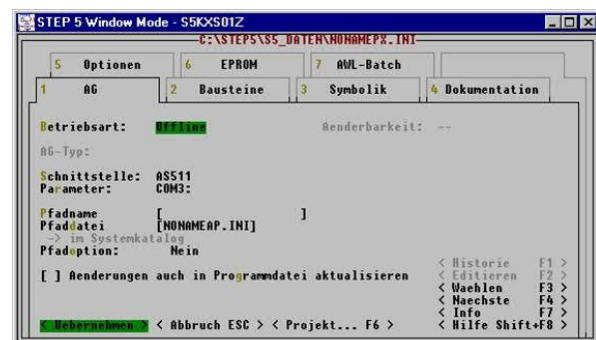 STEP 5 Window Mode - S5KXS01Z
C:\STEP5\S5_DATEN\NONAMEPX.INI
5 Optionen 6 EPROM 7 AWL-Batch
1 AG 2 Bausteine 3 Symbolik 4 Dokumentation
Betriebsart: Offline Aenderbarkeit: --
AG-Typ:
Schnittstelle: AS511
Parameter: COM3:
Pfadname [ ]
Pfaddatei [NONAMEAP.INI]
-> im Systemkatalog
Pfadoption: Nein
[ ] Aenderungen auch in Programmdatei aktualisieren
< Historie F1 >
< Editieren F2 >
< Waehlen F3 >
< Naechste F4 >
< Info F7 >
< Uebernehmen > < Abbruch ESC > < Projekt... F6 > < Hilfe Shift+F8 >